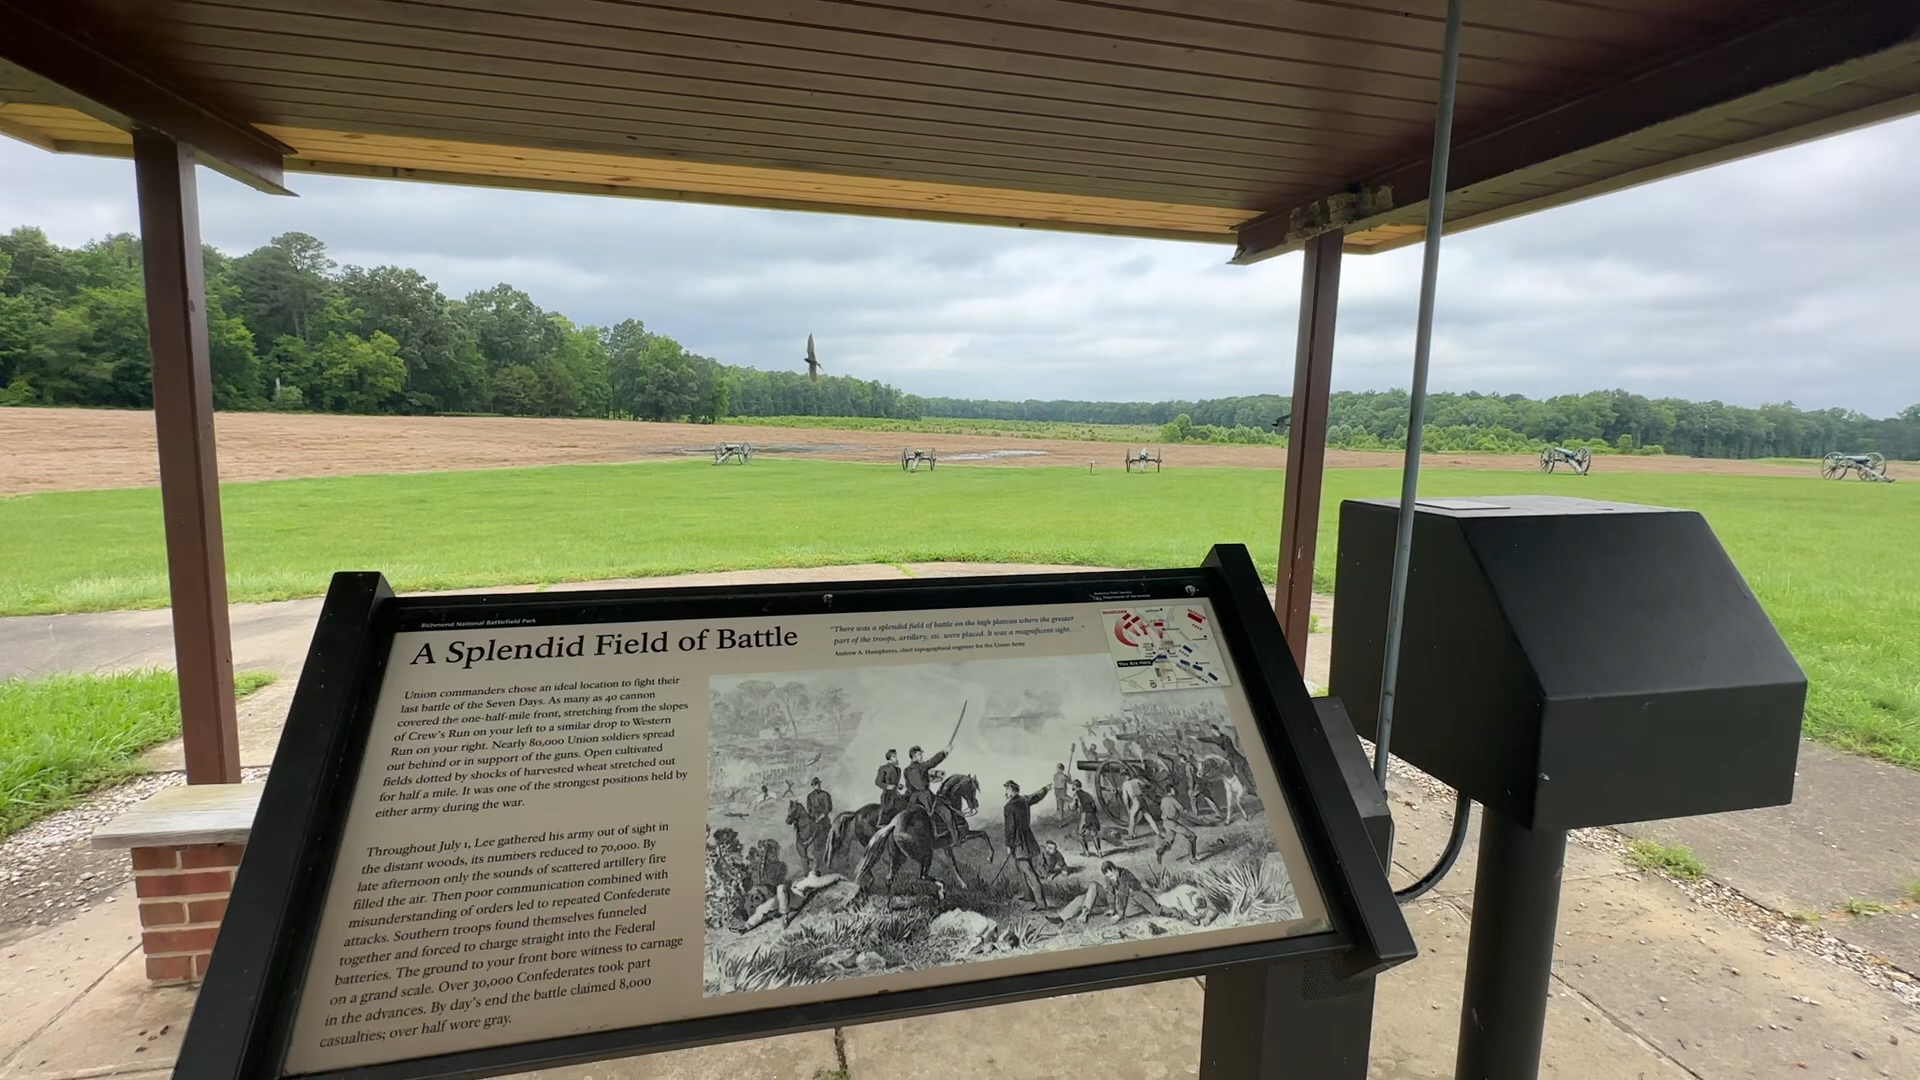 Richmond National Battlefield Park
National Park Service
Department of the Interior
A Splendid Field of Battle
"There was a splendid field of battle on the high plateau where the greater
part of the troops, artillery, etc. were placed. It was a magnificent sight. . . ."
Andrew A. Humphreys, chief topographical engineer for the Union Army
You Are Here
Union commanders chose an ideal location to fight their
last battle of the Seven Days. As many as 40 cannon
covered the one-half-mile front, stretching from the slopes
of Crew's Run on your left to a similar drop to Western
Run on your right. Nearly 80,000 Union soldiers spread
out behind or in support of the guns. Open cultivated
fields dotted by shocks of harvested wheat stretched out
for half a mile. It was one of the strongest positions held by
either army during the war.
Throughout July 1, Lee gathered his army out of sight in
the distant woods, its numbers reduced to 70,000. By
late afternoon only the sounds of scattered artillery fire
filled the air. Then poor communication combined with
misunderstanding of orders led to repeated Confederate
attacks. Southern troops found themselves funneled
together and forced to charge straight into the Federal
batteries. The ground to your front bore witness to carnage
on a grand scale. Over 30,000 Confederates took part
in the advances. By day's end the battle claimed 8,000
casualties; over half wore gray.